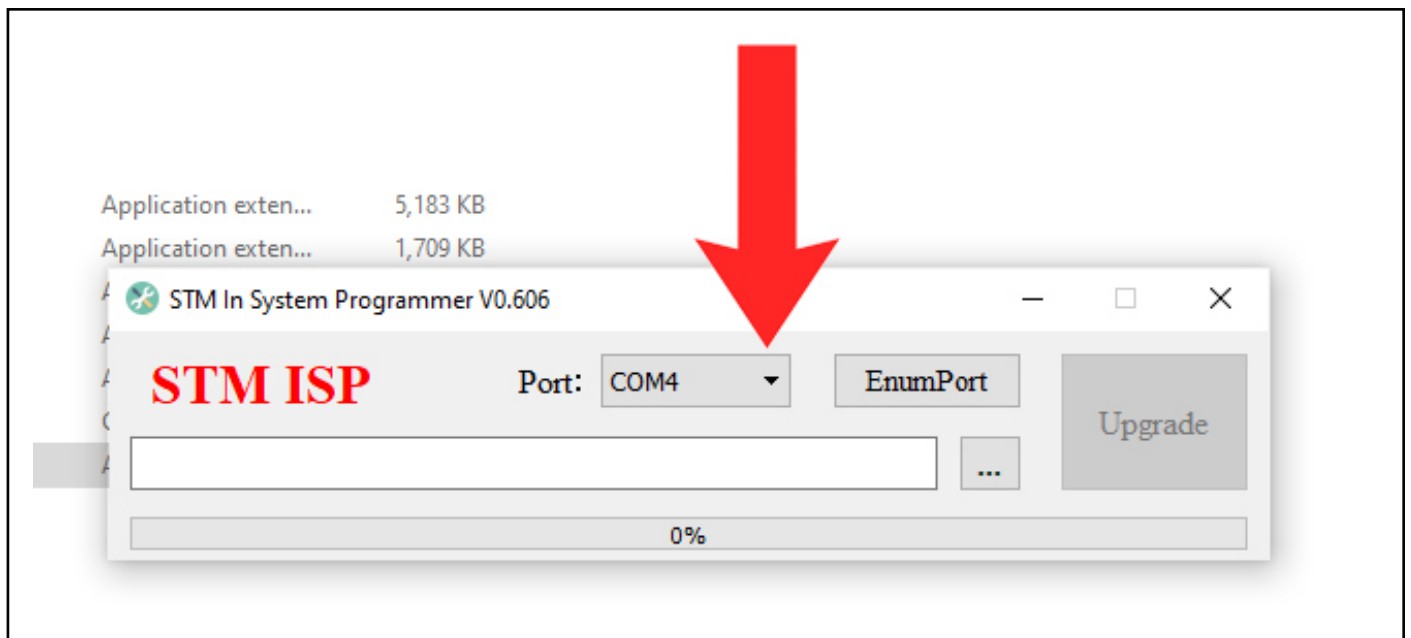 Application exten... 5,183 KB
Application exten... 1,709 KB
STM In System Programmer V0.606
STM ISP Port: COM4 EnumPort
Upgrade
...
0%